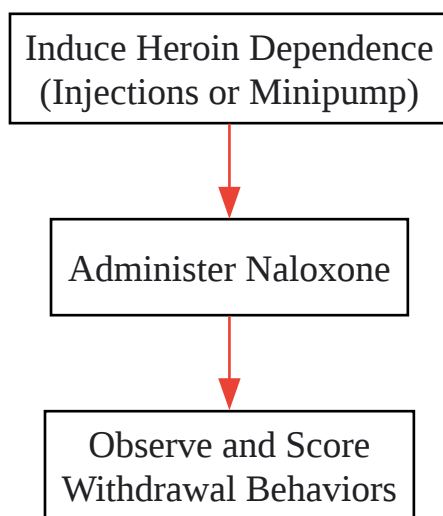 Induce Heroin Dependence
(Injections or Minipump)
Administer Naloxone
Observe and Score
Withdrawal Behaviors